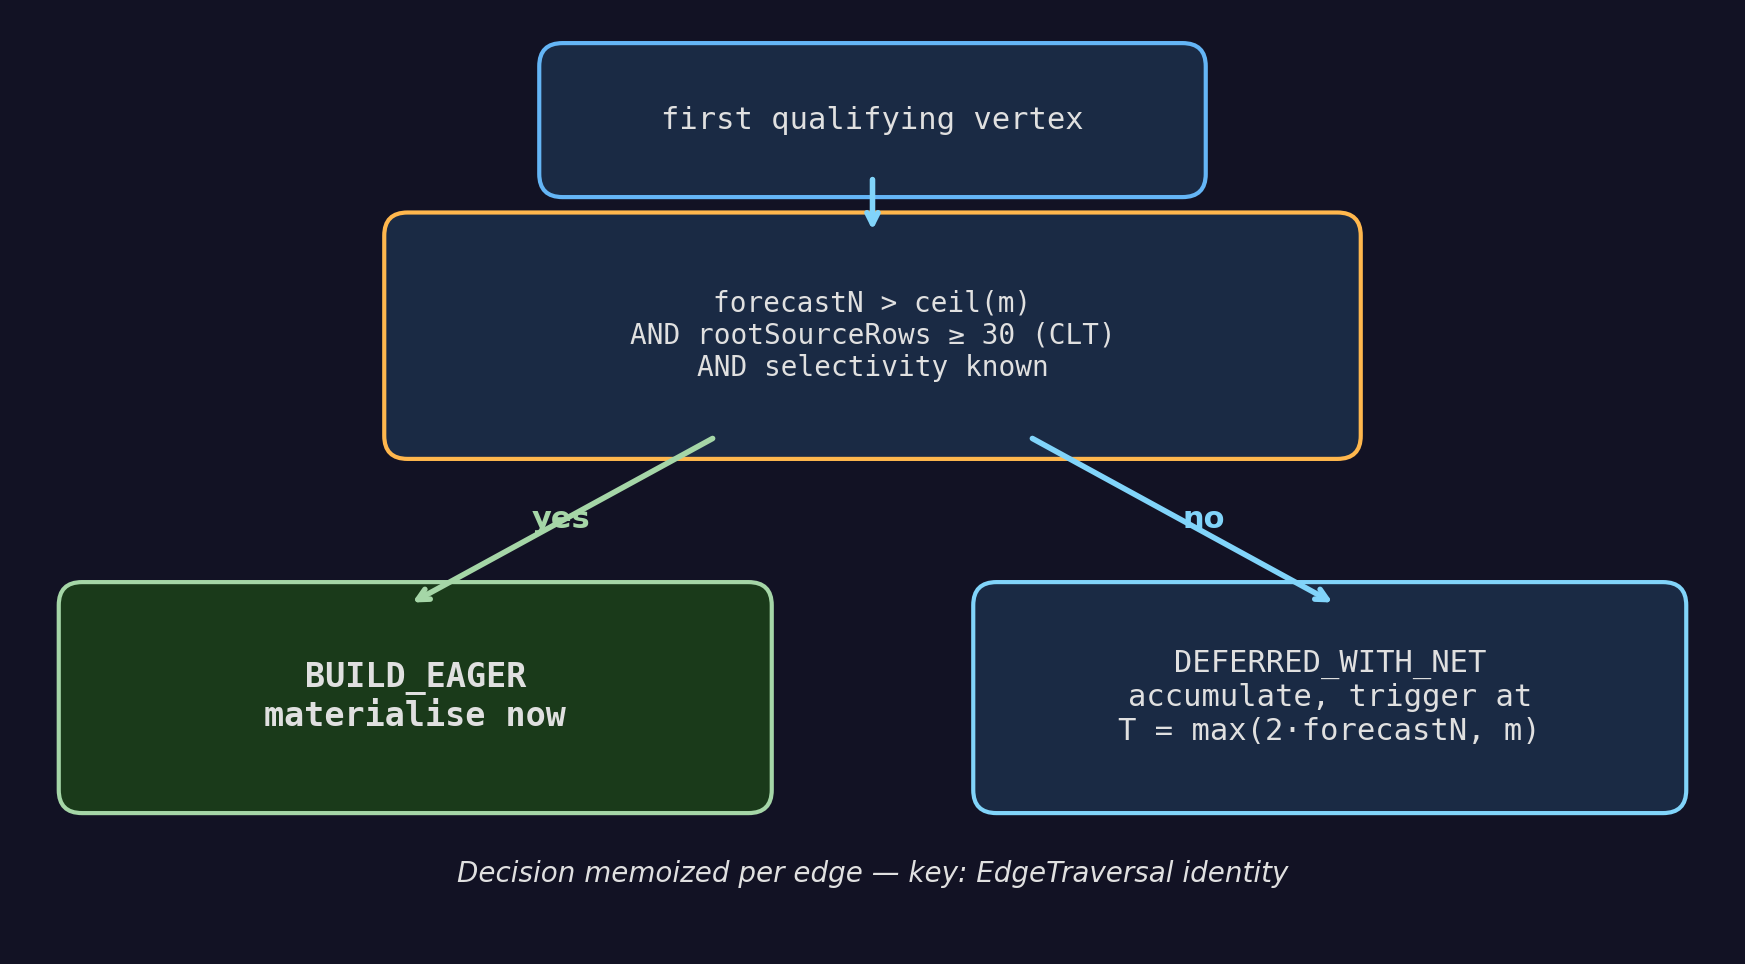 first qualifying vertex
forecastN > ceil(m)
AND rootSourceRows ≥ 30 (CLT)
AND selectivity known
yes
no
BUILD_EAGER
materialise now
DEFERRED_WITH_NET
accumulate, trigger at
T = max(2·forecastN, m)
Decision memoized per edge — key: EdgeTraversal identity